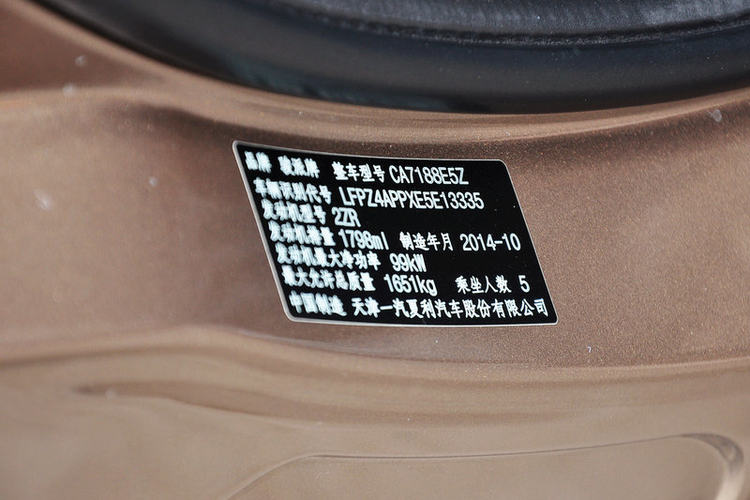 品牌 骏派牌 整车型号 CA7188E5Z
车辆识别代号 LFPZ4APPXE5E13335
发动机型号 2ZR
发动机排量 1798ml 制造年月 2014-10
发动机最大净功率 99kW
最大允许总质量 1651kg 乘坐人数 5
中国制造 天津一汽夏利汽车股份有限公司